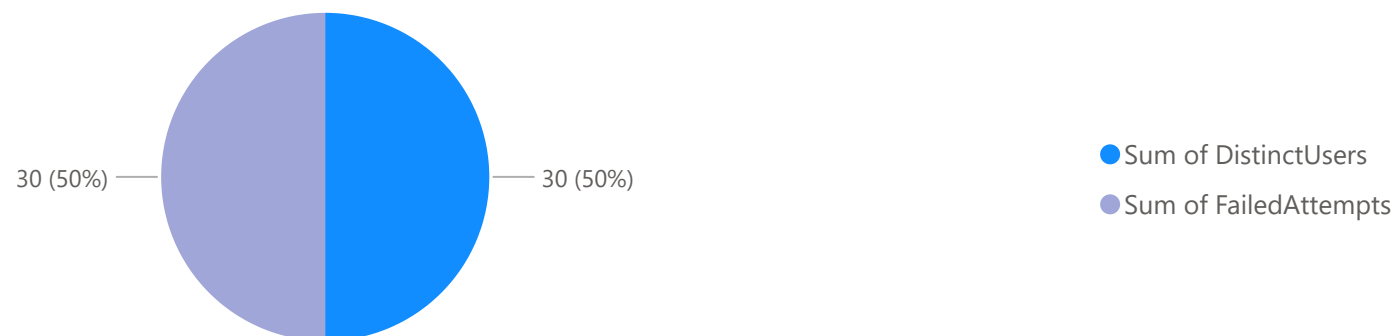 30 (50%)
30 (50%)
Sum of DistinctUsers
Sum of FailedAttempts